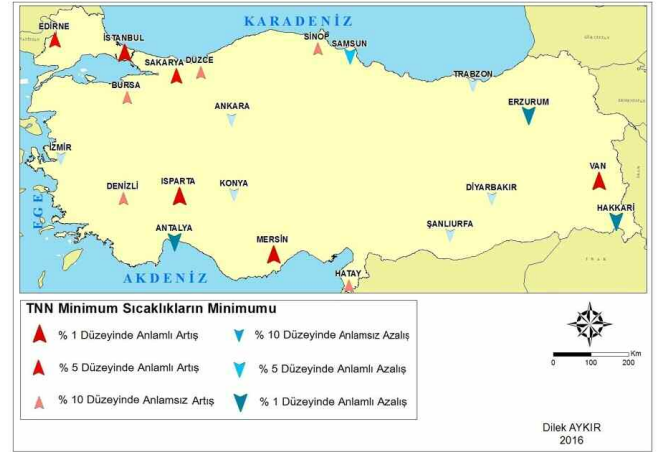 KARADENİZ
EDİRNE
İSTANBUL
SİNOP
SAMSUN
SAKARYA
DÜZCE
TRABZON
BURSA
ANKARA
ERZURUM
İZMİR
VAN
DENİZLİ
ISPARTA
KONYA
DİYARBAKIR
HAKKARİ
EGE
ANTALYA
ŞANLIURFA
MERSİN
AKDENİZ
HATAY
TNN Minimum Sıcaklıkların Minimumu
% 1 Düzeyinde Anlamlı Artış
% 10 Düzeyinde Anlamsız Azalış
% 5 Düzeyinde Anlamlı Artış
% 5 Düzeyinde Anlamlı Azalış
% 10 Düzeyinde Anlamsız Artış
% 1 Düzeyinde Anlamlı Azalış
Km
0 100 200
Dilek AYKIR
2016